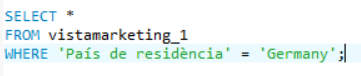 SELECT *
FROM vistamarketing_1
WHERE 'País de residència' = 'Germany';